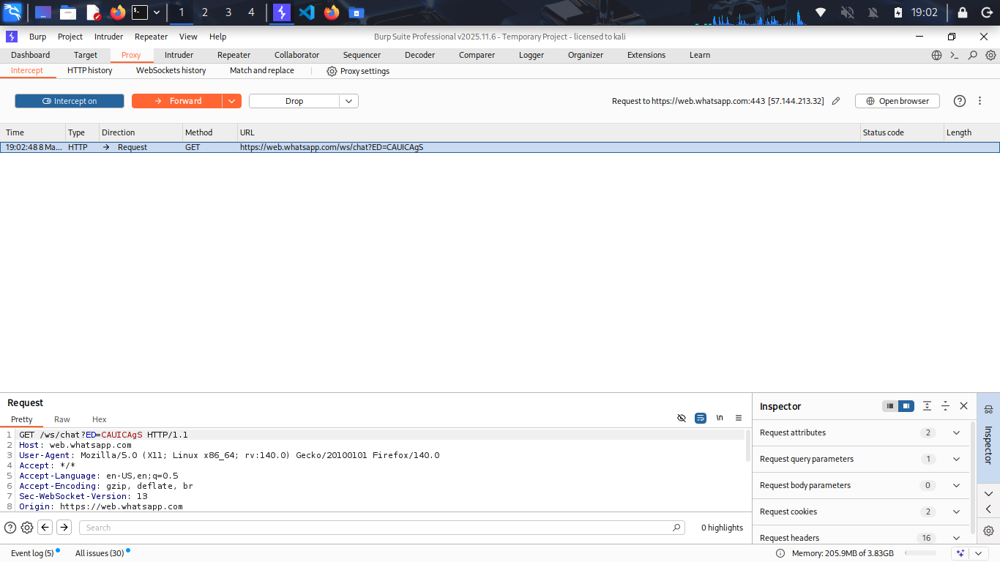 1 2 3 4 19:02
Burp Project Intruder Repeater View Help Burp Suite Professional v2025.11.6 - Temporary Project - licensed to kali
Dashboard Target Proxy Intruder Repeater Collaborator Sequencer Decoder Comparer Logger Organizer Extensions Learn
Intercept HTTP history WebSockets history Match and replace Proxy settings
Intercept on Forward Drop Request to https://web.whatsapp.com:443 [57.144.213.32] Open browser
Time Type Direction Method URL Status code Length
19:02:48 8 Ma... HTTP Request GET https://web.whatsapp.com/ws/chat?ED=CAUICAgS
Request
Pretty Raw Hex \n
1 GET /ws/chat?ED=CAUICAgS HTTP/1.1
2 Host: web.whatsapp.com
3 User-Agent: Mozilla/5.0 (X11; Linux x86_64; rv:140.0) Gecko/20100101 Firefox/140.0
4 Accept: */*
5 Accept-Language: en-US,en;q=0.5
6 Accept-Encoding: gzip, deflate, br
7 Sec-WebSocket-Version: 13
8 Origin: https://web.whatsapp.com
Search 0 highlights
Inspector
Request attributes 2
Request query parameters 1
Request body parameters 0
Request cookies 2
Request headers 16
Inspector
Event log (5) All issues (30) Memory: 205.9MB of 3.83GB